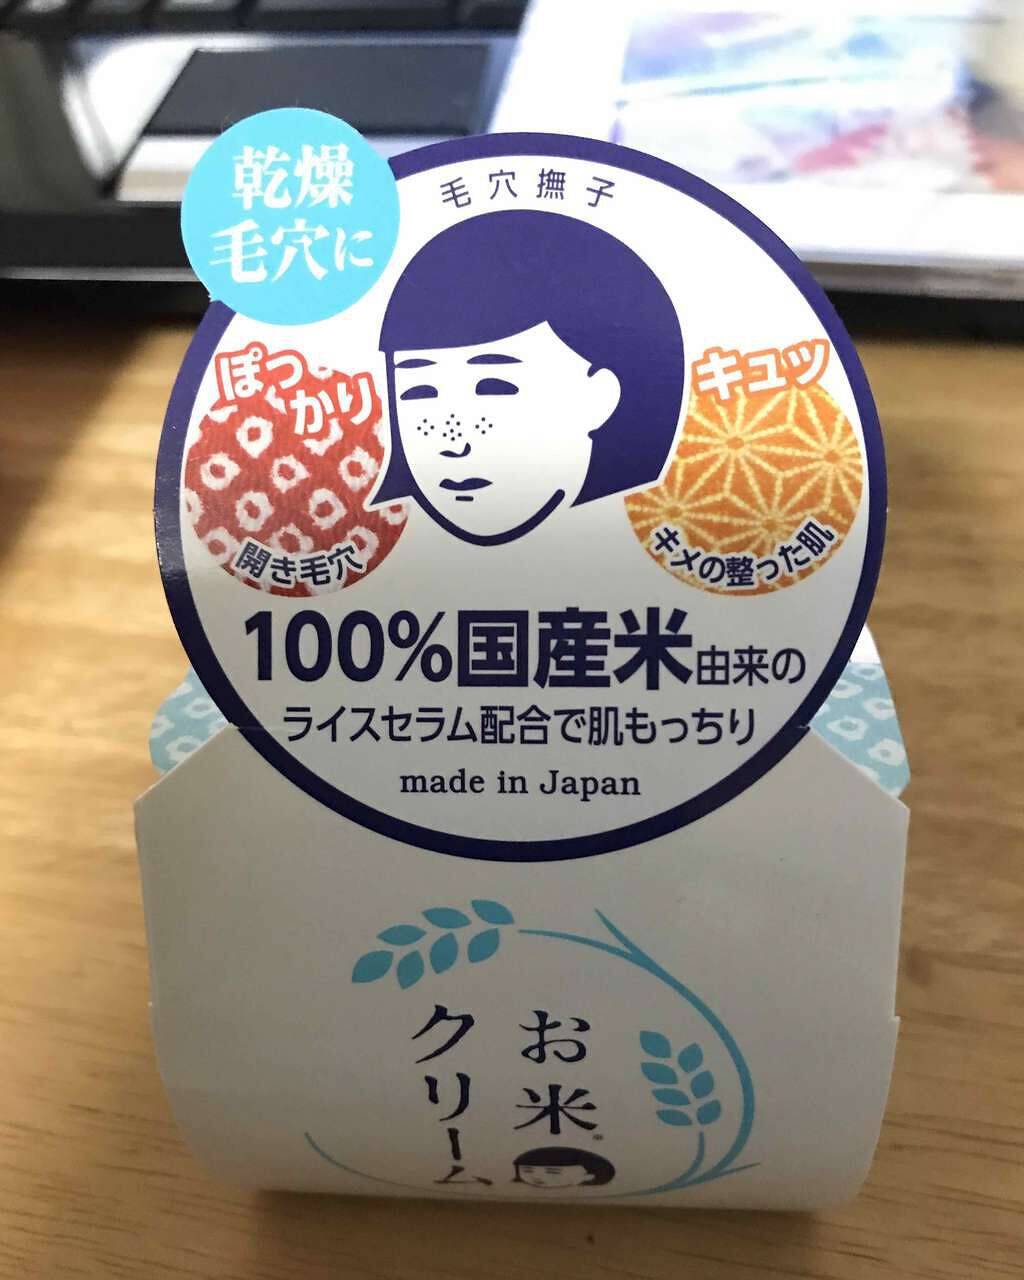 乾燥
毛穴に
毛穴撫子
ぽっかり
開き毛穴
キュッ
キメの整った肌
100%国産米由来の
ライスセラム配合で肌もっちり
made in Japan
お米※
クリーム